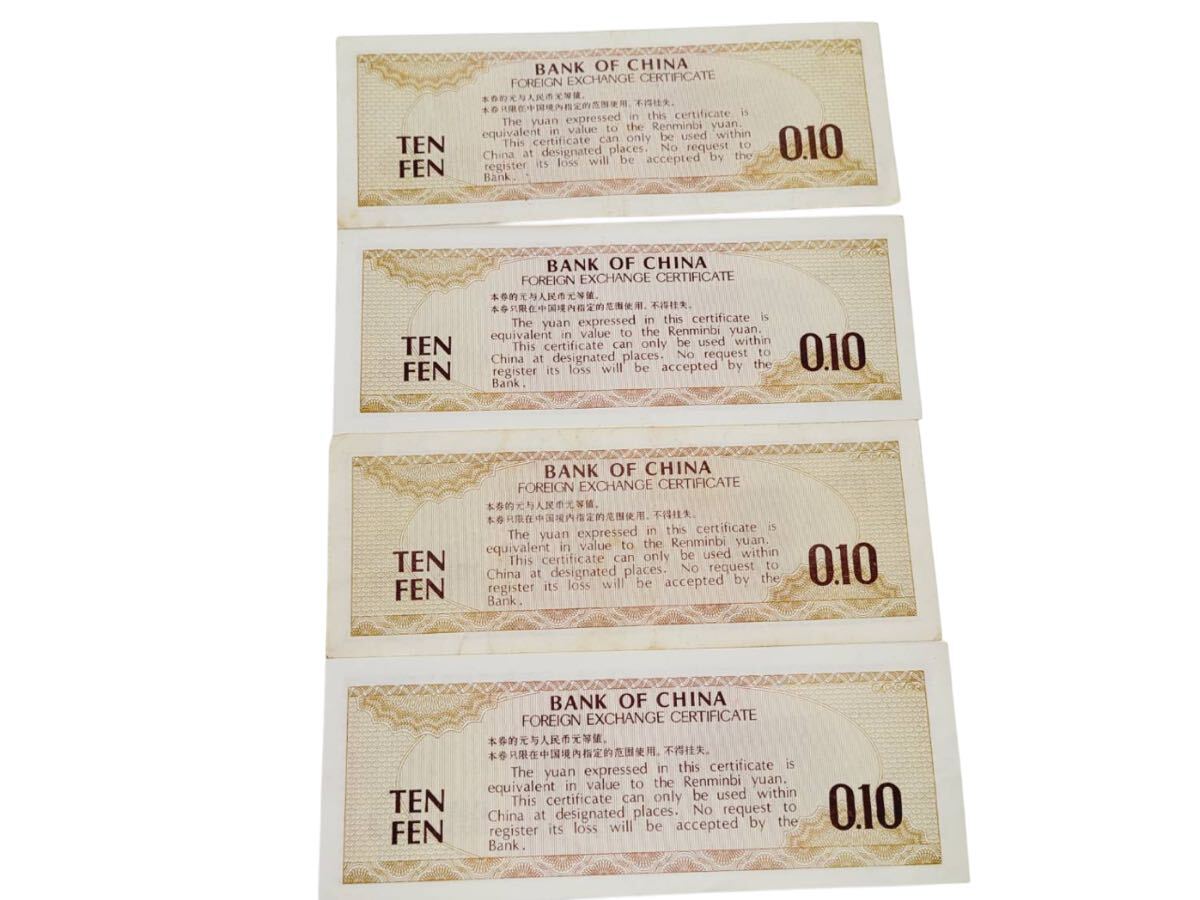 BANK OF CHINA
FOREIGN EXCHANGE CERTIFICATE
本券的元与人民币元等值。
本券只限在中国境内指定的范围使用，不得挂失。
The yuan expressed in this certificate is
equivalent in value to the Renminbi yuan.
This certificate can only be used within
China at designated places. No request to
register its loss will be accepted by the
Bank.
TEN
FEN
0.10
BANK OF CHINA
FOREIGN EXCHANGE CERTIFICATE
本券的元与人民币元等值。
本券只限在中国境内指定的范围使用，不得挂失。
The yuan expressed in this certificate is
equivalent in value to the Renminbi yuan.
This certificate can only be used within
China at designated places. No request to
register its loss will be accepted by the
Bank.
TEN
FEN
0.10
BANK OF CHINA
FOREIGN EXCHANGE CERTIFICATE
本券的元与人民币元等值。
本券只限在中国境内指定的范围使用，不得挂失。
The yuan expressed in this certificate is
equivalent in value to the Renminbi yuan.
This certificate can only be used within
China at designated places. No request to
register its loss will be accepted by the
Bank.
TEN
FEN
0.10
BANK OF CHINA
FOREIGN EXCHANGE CERTIFICATE
本券的元与人民币元等值。
本券只限在中国境内指定的范围使用，不得挂失。
The yuan expressed in this certificate is
equivalent in value to the Renminbi yuan.
This certificate can only be used within
China at designated places. No request to
register its loss will be accepted by the
Bank.
TEN
FEN
0.10